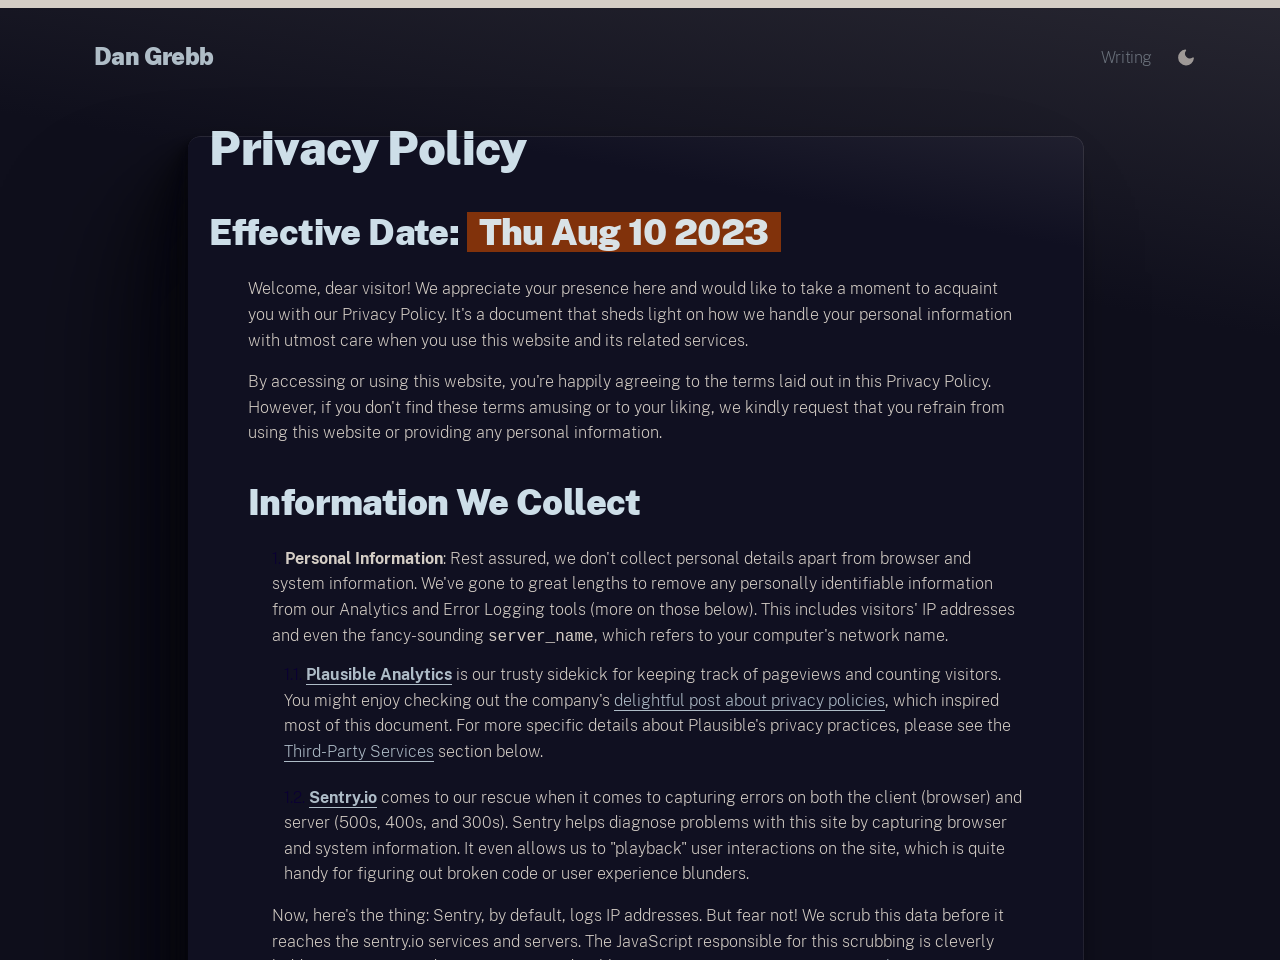 Dan Grebb
Writing
Privacy Policy
Effective Date: Thu Aug 10 2023
Welcome, dear visitor! We appreciate your presence here and would like to take a moment to acquaint
you with our Privacy Policy. It's a document that sheds light on how we handle your personal information
with utmost care when you use this website and its related services.
By accessing or using this website, you're happily agreeing to the terms laid out in this Privacy Policy.
However, if you don't find these terms amusing or to your liking, we kindly request that you refrain from
using this website or providing any personal information.
Information We Collect
1. Personal Information: Rest assured, we don't collect personal details apart from browser and
system information. We've gone to great lengths to remove any personally identifiable information
from our Analytics and Error Logging tools (more on those below). This includes visitors' IP addresses
and even the fancy-sounding server_name, which refers to your computer's network name.
1.1. Plausible Analytics is our trusty sidekick for keeping track of pageviews and counting visitors.
You might enjoy checking out the company's delightful post about privacy policies, which inspired
most of this document. For more specific details about Plausible's privacy practices, please see the
Third-Party Services section below.
1.2. Sentry.io comes to our rescue when it comes to capturing errors on both the client (browser) and
server (500s, 400s, and 300s). Sentry helps diagnose problems with this site by capturing browser
and system information. It even allows us to "playback" user interactions on the site, which is quite
handy for figuring out broken code or user experience blunders.
Now, here's the thing: Sentry, by default, logs IP addresses. But fear not! We scrub this data before it
reaches the sentry.io services and servers. The JavaScript responsible for this scrubbing is cleverly